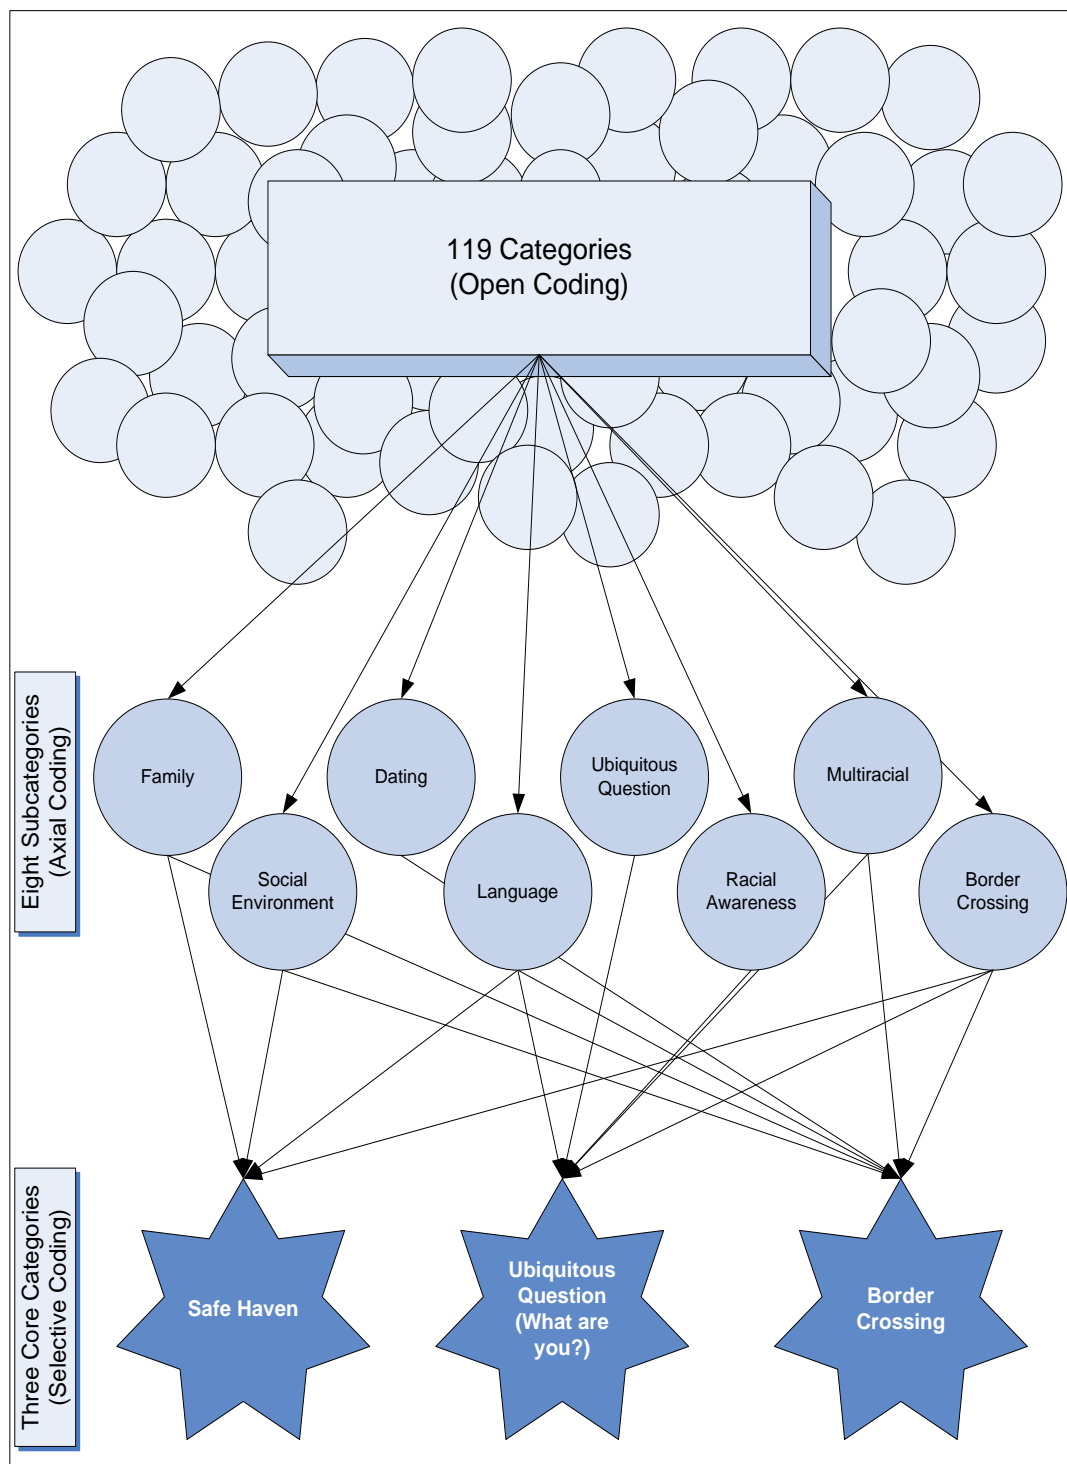 119 Categories
(Open Coding)
Eight Subcategories
(Axial Coding)
Family
Dating
Ubiquitous
Question
Multiracial
Social
Environment
Language
Racial
Awareness
Border
Crossing
Three Core Categories
(Selective Coding)
Safe Haven
Ubiquitous
Question
(What are
you?)
Border
Crossing